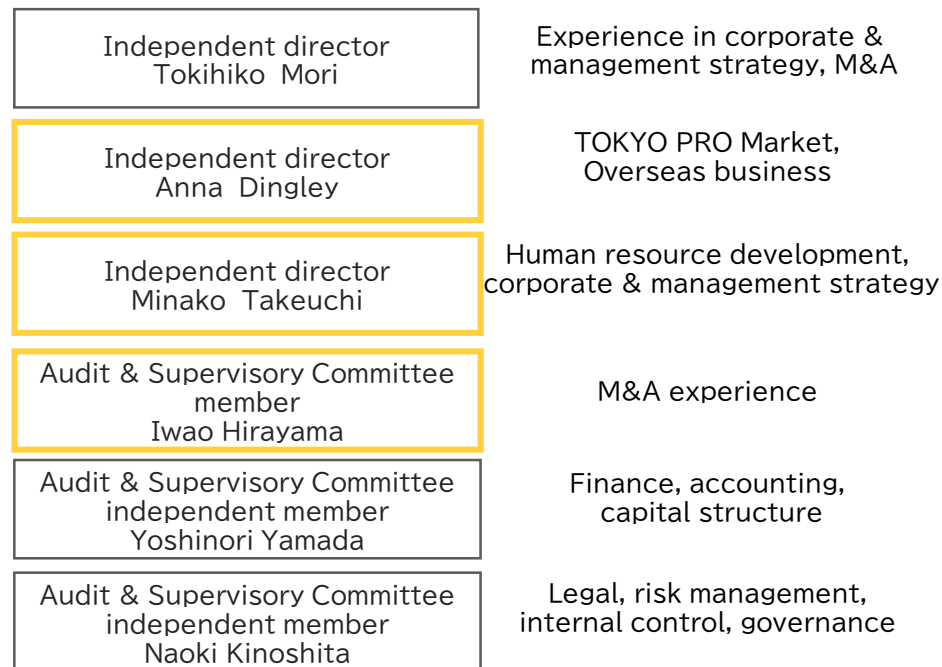 Independent director
Tokihiko Mori
Experience in corporate &
management strategy, M&A
Independent director
Anna Dingley
TOKYO PRO Market,
Overseas business
Independent director
Minako Takeuchi
Human resource development,
corporate & management strategy
Audit & Supervisory Committee
member
Iwao Hirayama
M&A experience
Audit & Supervisory Committee
independent member
Yoshinori Yamada
Finance, accounting,
capital structure
Audit & Supervisory Committee
independent member
Naoki Kinoshita
Legal, risk management,
internal control, governance